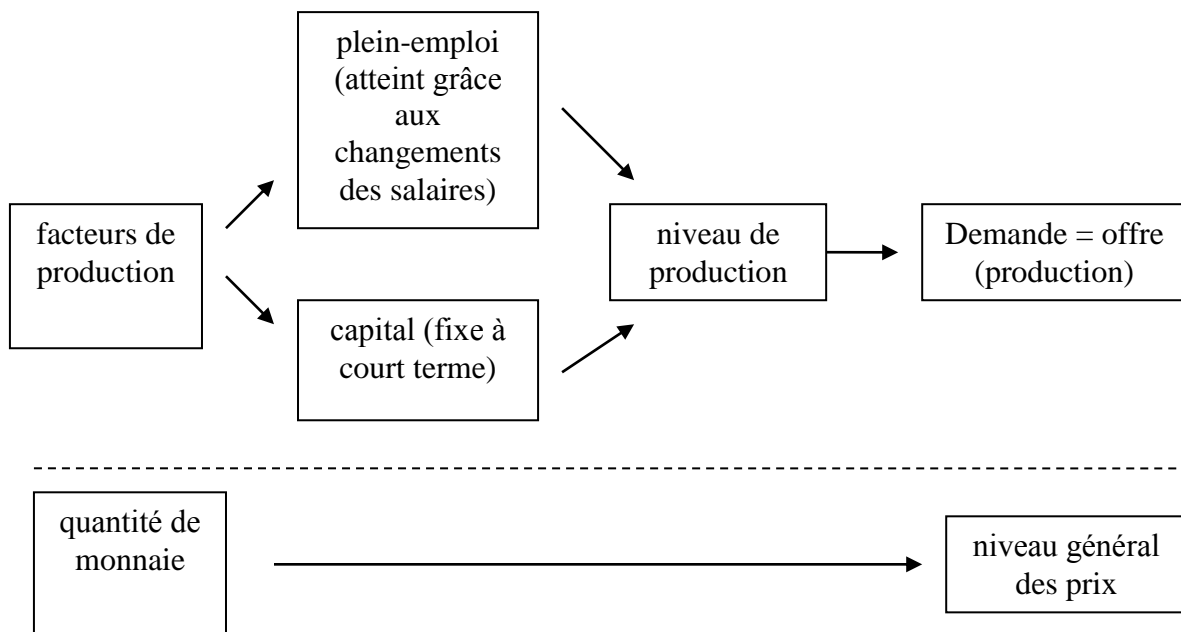 plein-emploi
(atteint grâce
aux
changements
des salaires)
facteurs de
production
capital (fixe à
court terme)
niveau de
production
Demande = offre
(production)
quantité de
monnaie
niveau général
des prix